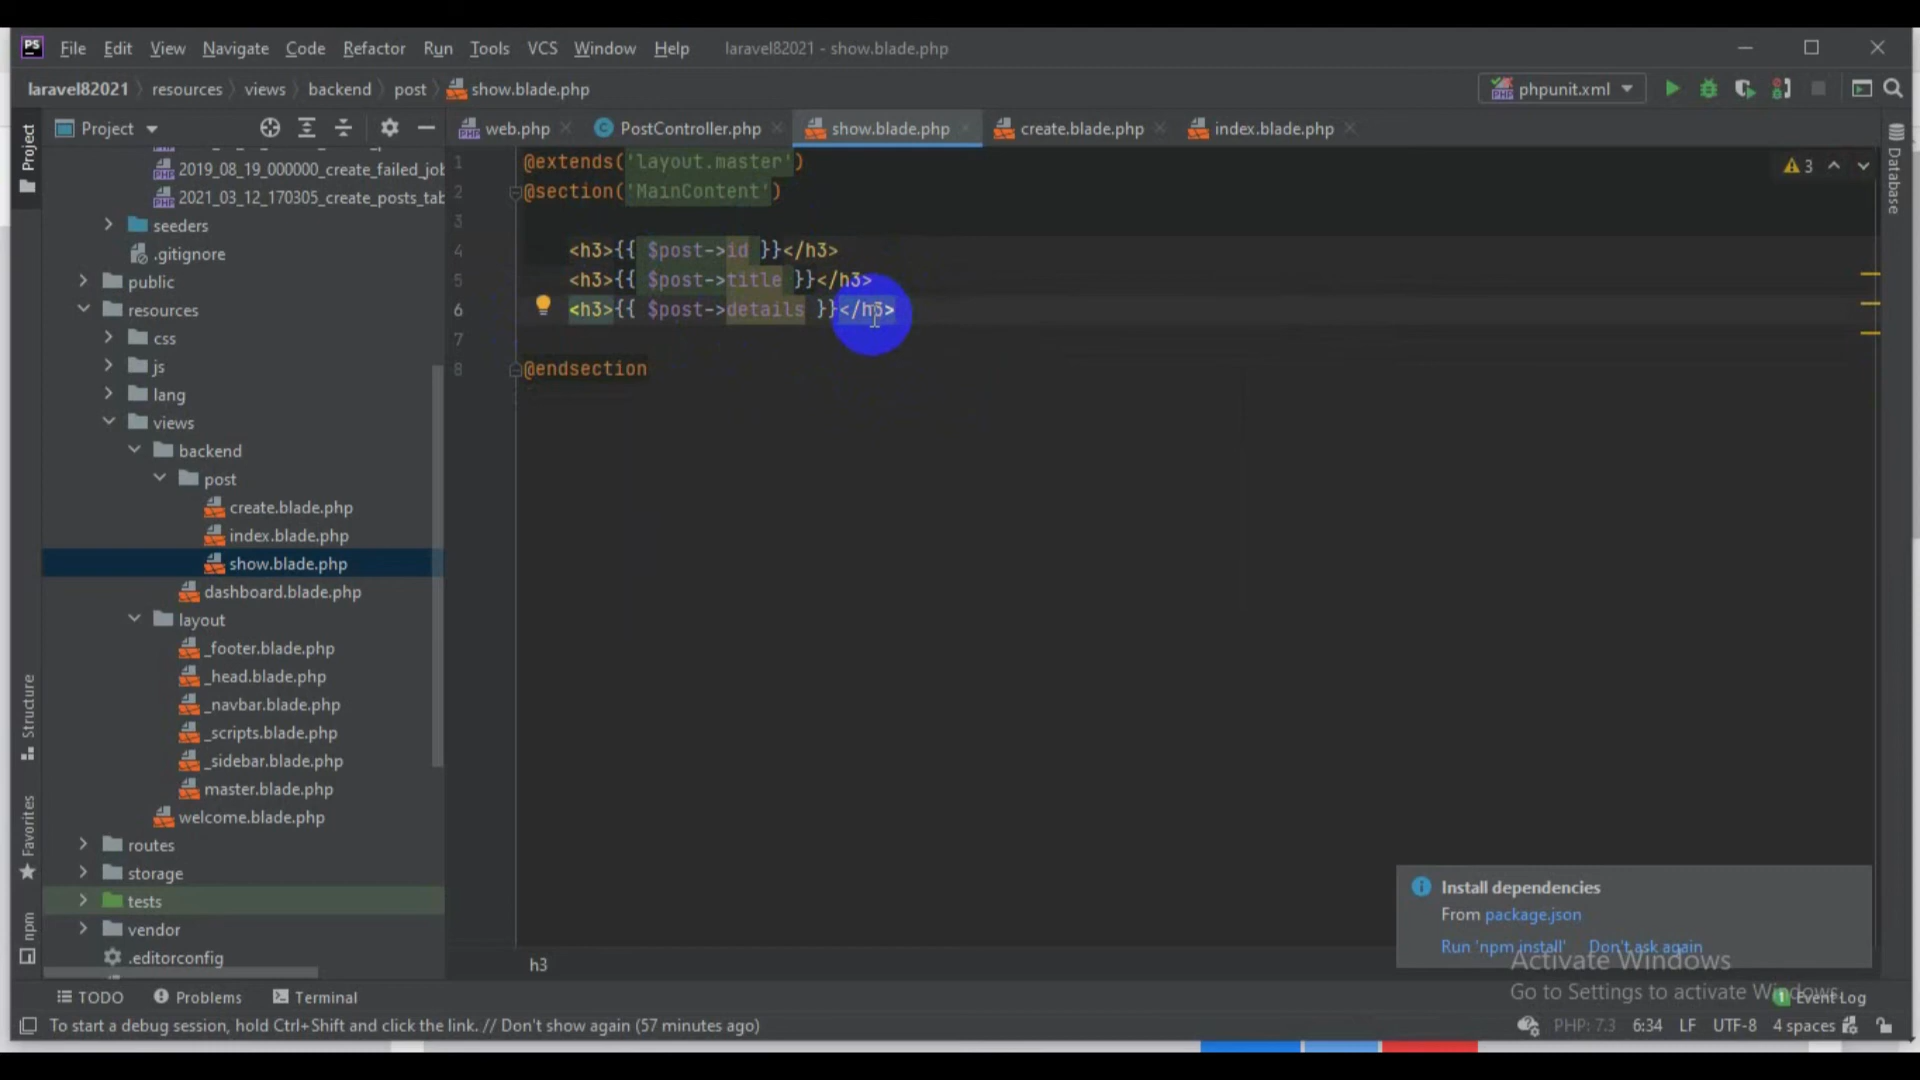 PS File Edit View Navigate Code Refactor Run Tools VCS Window Help laravel82021 - show.blade.php
laravel82021 resources views backend post show.blade.php phpunit.xml
Project web.php PostController.php show.blade.php create.blade.php index.blade.php
Project
Database
2019_08_19_000000_create_failed_job
2021_03_12_170305_create_posts_tab
seeders
.gitignore
public
resources
css
js
lang
views
backend
post
create.blade.php
index.blade.php
show.blade.php
dashboard.blade.php
layout
_footer.blade.php
_head.blade.php
_navbar.blade.php
_scripts.blade.php
_sidebar.blade.php
master.blade.php
welcome.blade.php
routes
storage
tests
vendor
.editorconfig
Structure
Favorites
npm
1 @extends('layout.master')
2 @section('MainContent')
3
4 <h3>{{ $post->id }}</h3>
5 <h3>{{ $post->title }}</h3>
6 <h3>{{ $post->details }}</h3>
7
8 @endsection
3
h3
Install dependencies
From package.json
Run 'npm install' Don't ask again
Activate Windows
Go to Settings to activate Windows.
TODO Problems Terminal 1 Event Log
To start a debug session, hold Ctrl+Shift and click the link. // Don't show again (57 minutes ago) PHP: 7.3 6:34 LF UTF-8 4 spaces